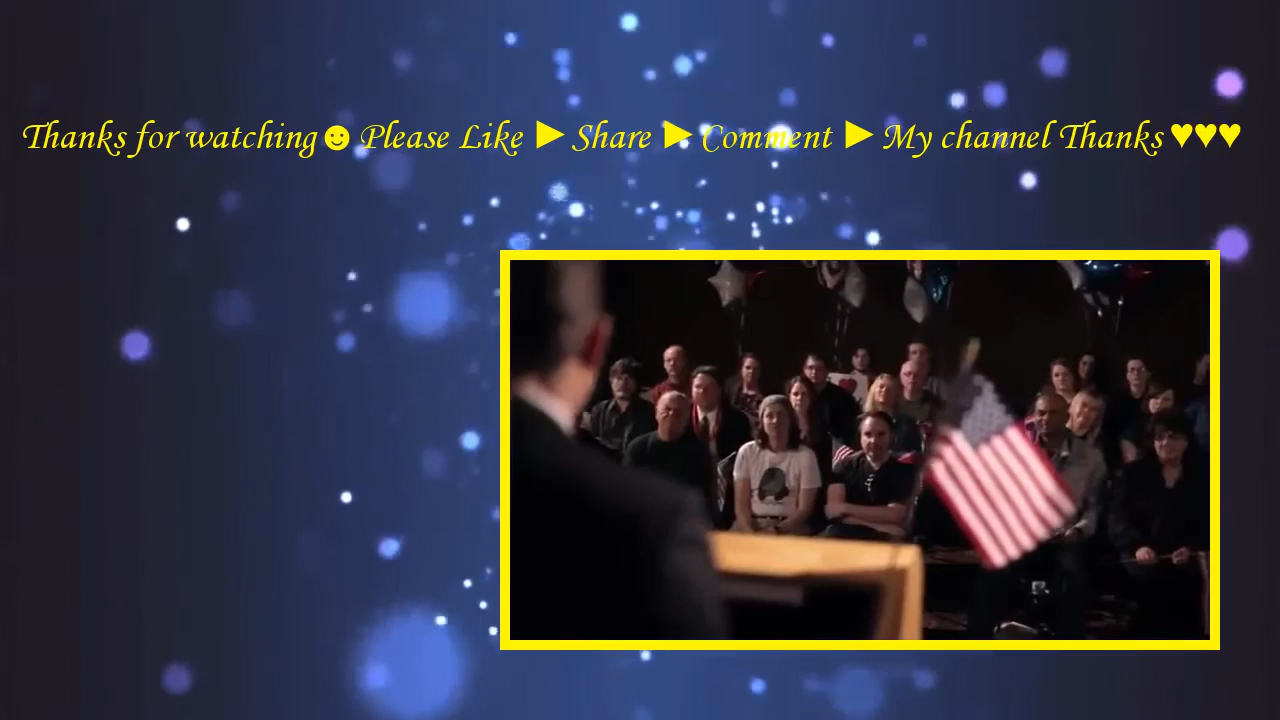 Thanks for watching☻Please Like ► Share ► Comment ► My channel Thanks ♥♥♥